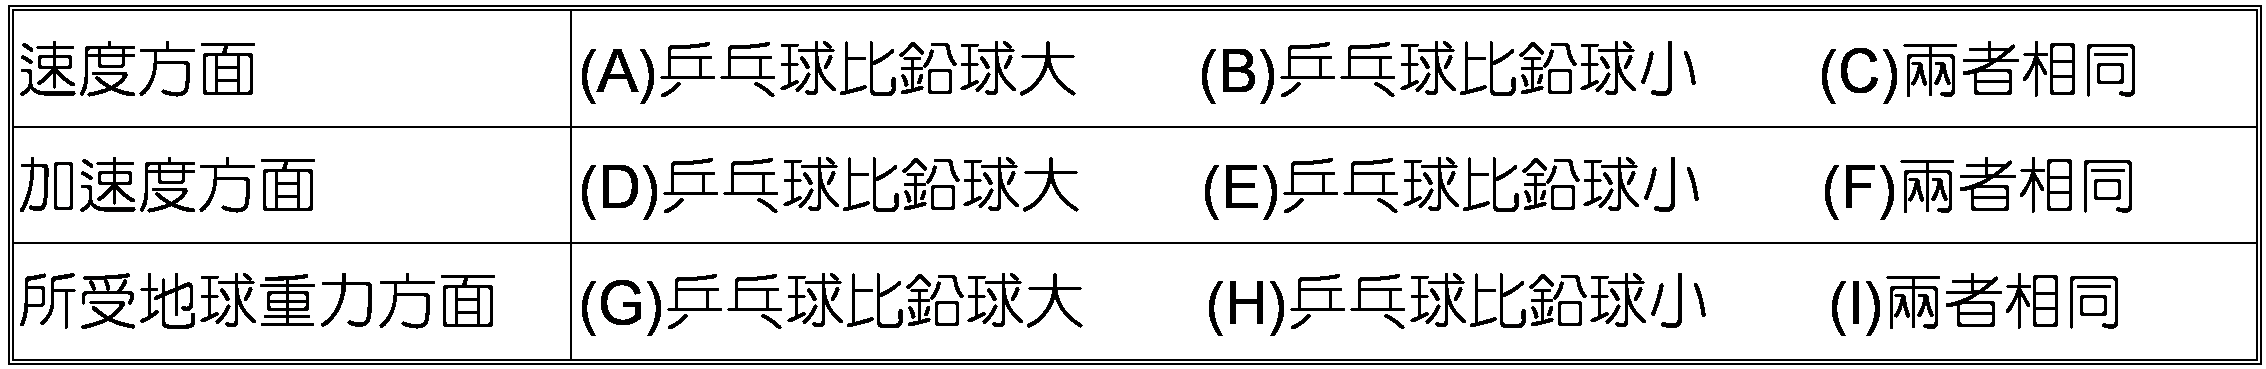 速度方面 (A)乒乓球比鉛球大 (B)乒乓球比鉛球小 (C)兩者相同
加速度方面 (D)乒乓球比鉛球大 (E)乒乓球比鉛球小 (F)兩者相同
所受地球重力方面 (G)乒乓球比鉛球大 (H)乒乓球比鉛球小 (I)兩者相同